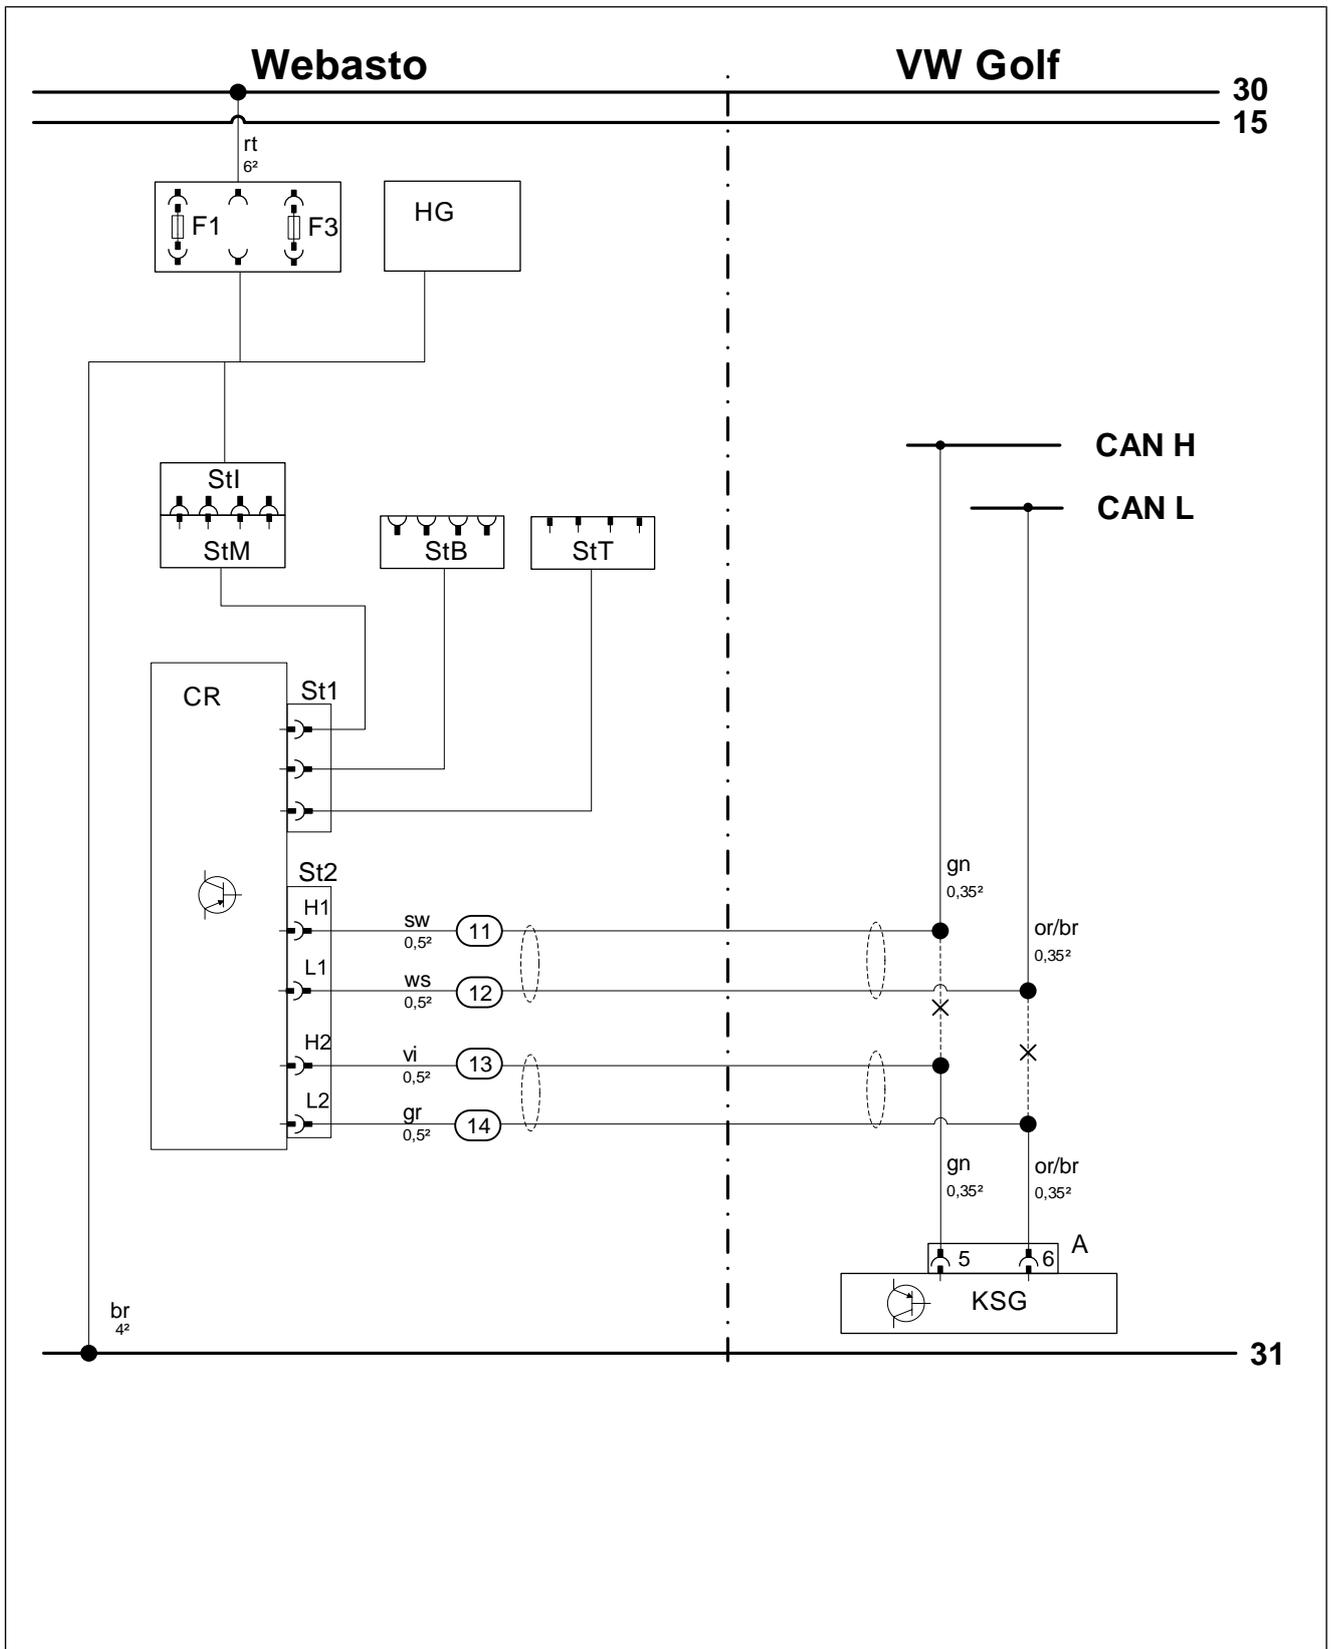 Webasto
VW Golf
30
15
rt
6²
F1
F3
HG
CAN H
StI
CAN L
StM
StB
StT
CR
St1
St2
H1
gn
0,35²
sw
0,5²
11
or/br
0,35²
L1
ws
0,5²
12
H2
vi
0,5²
13
L2
gr
0,5²
14
gn
0,35²
or/br
0,35²
A
5
6
KSG
br
4²
31